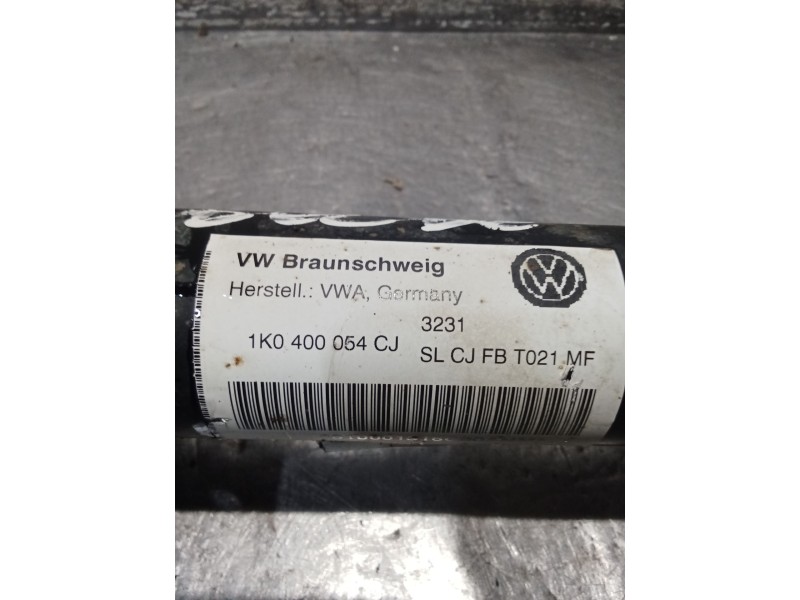 VW Braunschweig
Herstell.: VWA, Germany
3231
1K0 400 054 CJ
SL CJ FB T021 MF